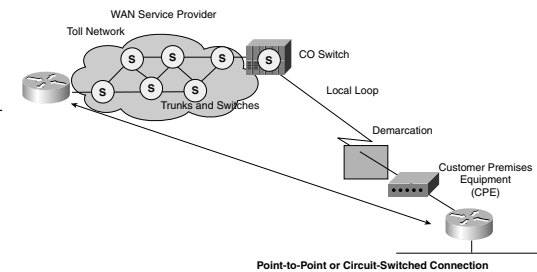 WAN Service Provider
Toll Network
S
S
S
S
CO Switch
S
S
S
Trunks and Switches
Local Loop
Demarcation
Customer Premises
Equipment
(CPE)
Point-to-Point or Circuit-Switched Connection